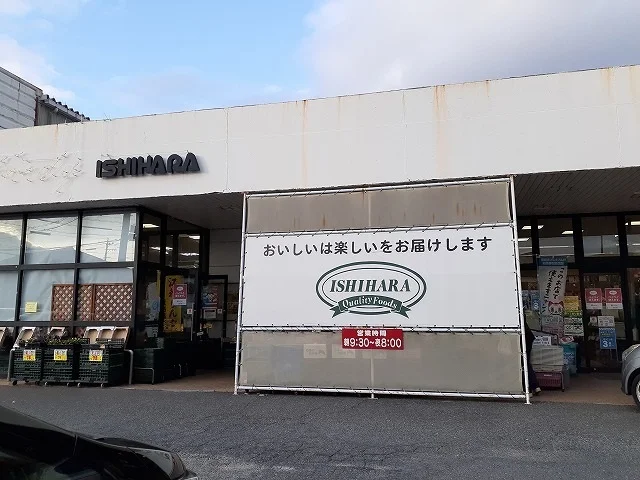 ISHIHARA
おいしいは楽しいをお届けします
ISHIHARA
Quality Foods
営業時間
朝9:30~夜8:00